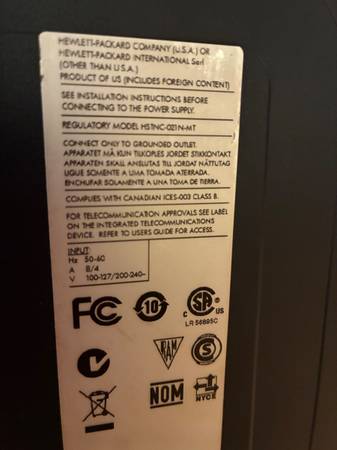 HEWLETT-PACKARD COMPANY (U.S.A.) OR
HEWLETT-PACKARD INTERNATIONAL Sarl
(OTHER THAN U.S.A.)
PRODUCT OF US (INCLUDES FOREIGN CONTENT)
SEE INSTALLATION INSTRUCTIONS BEFORE
CONNECTING TO THE POWER SUPPLY.
REGULATORY MODEL HSTNC-021N-MT
CONNECT ONLY TO GROUNDED OUTLET.
APPARATET MÅ KUN TILKOPLES JORDET STIKKONTAKT
APPARATEN SKALL ANSLUTAS TILL JORDAT NÄTUTTAG
LIGUE SOMENTE A UMA TOMADA ATERRADA.
ENCHUFAR SOLAMENTE A UNA TOMA DE TIERRA.
COMPLIES WITH CANADIAN ICES-003 CLASS B.
FOR TELECOMMUNICATION APPROVALS SEE LABEL
ON THE INTEGRATED TELECOMMUNICATIONS
DEVICE. REFER TO USERS GUIDE FOR ACCESS.
INPUT
Hz 50-60
A 8/4
V 100-127/200-240~
FC 10 C SA US
LR 56895C
S
NOM NYCE